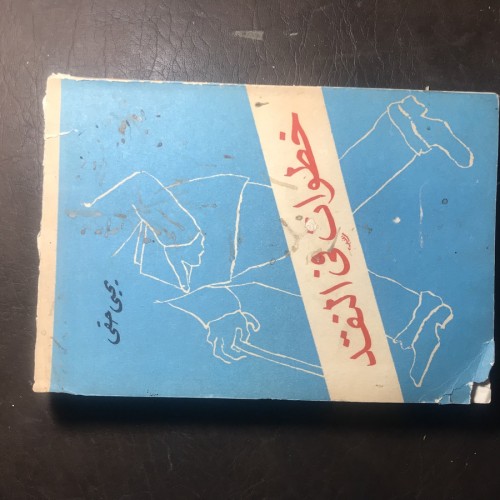 خطوات في النقد
يحيى حقي